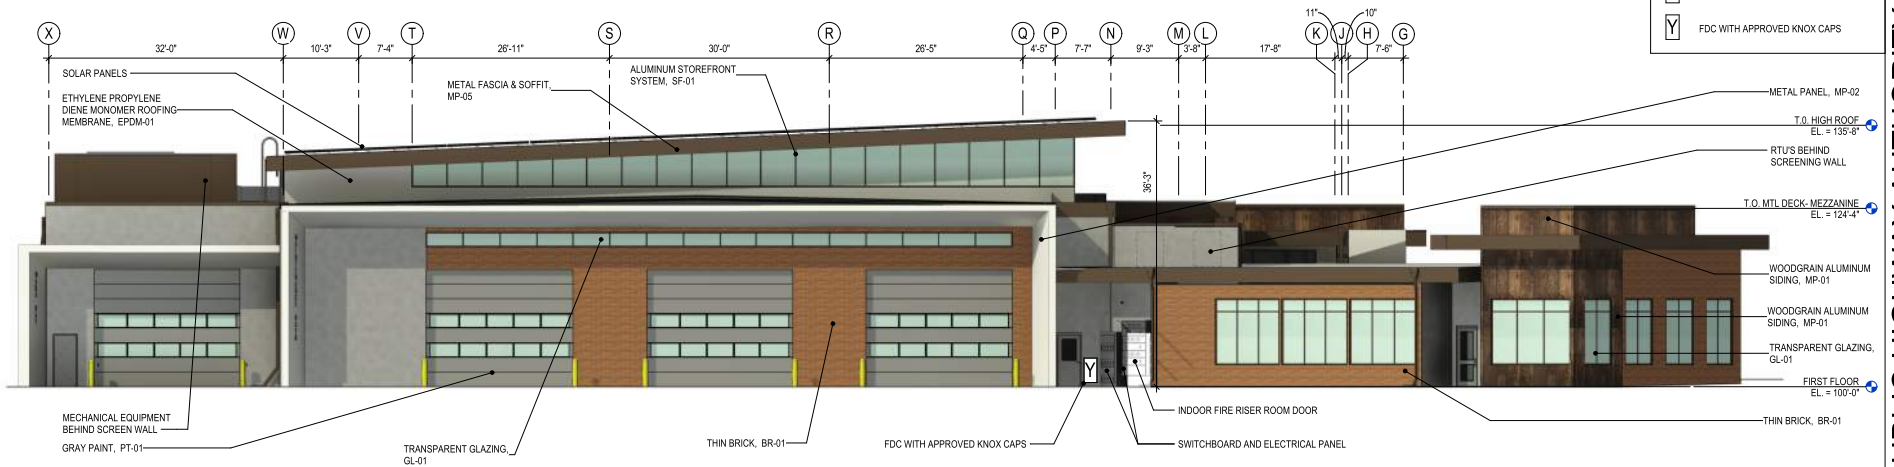 Y FDC WITH APPROVED KNOX CAPS
X W V T S R Q P N M L K J H G
32'-0" 10'-3" 7'-4" 26'-11" 30'-0" 26'-5" 4'-5" 7'-7" 9'-3" 3'-8" 17'-8" 11" 10" 7'-6"
SOLAR PANELS
ETHYLENE PROPYLENE
DIENE MONOMER ROOFING
MEMBRANE, EPDM-01
METAL FASCIA & SOFFIT,
MP-05
ALUMINUM STOREFRONT
SYSTEM, SF-01
METAL PANEL, MP-02
T.O. HIGH ROOF
EL. = 135'-8"
RTU'S BEHIND
SCREENING WALL
36'-3"
T.O. MTL DECK- MEZZANINE
EL. = 124'-4"
WOODGRAIN ALUMINUM
SIDING, MP-01
WOODGRAIN ALUMINUM
SIDING, MP-01
TRANSPARENT GLAZING,
GL-01
FIRST FLOOR
EL. = 100'-0"
THIN BRICK, BR-01
Y
MECHANICAL EQUIPMENT
BEHIND SCREEN WALL
GRAY PAINT, PT-01
TRANSPARENT GLAZING,
GL-01
THIN BRICK, BR-01
FDC WITH APPROVED KNOX CAPS
INDOOR FIRE RISER ROOM DOOR
SWITCHBOARD AND ELECTRICAL PANEL